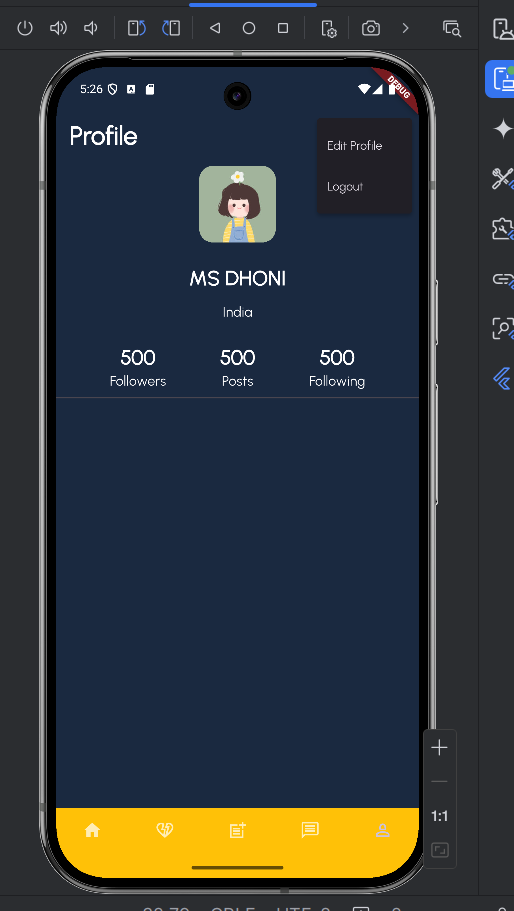 5:26
DEBUG
Profile
Edit Profile
Logout
MS DHONI
India
500 500 500
Followers Posts Following
1:1